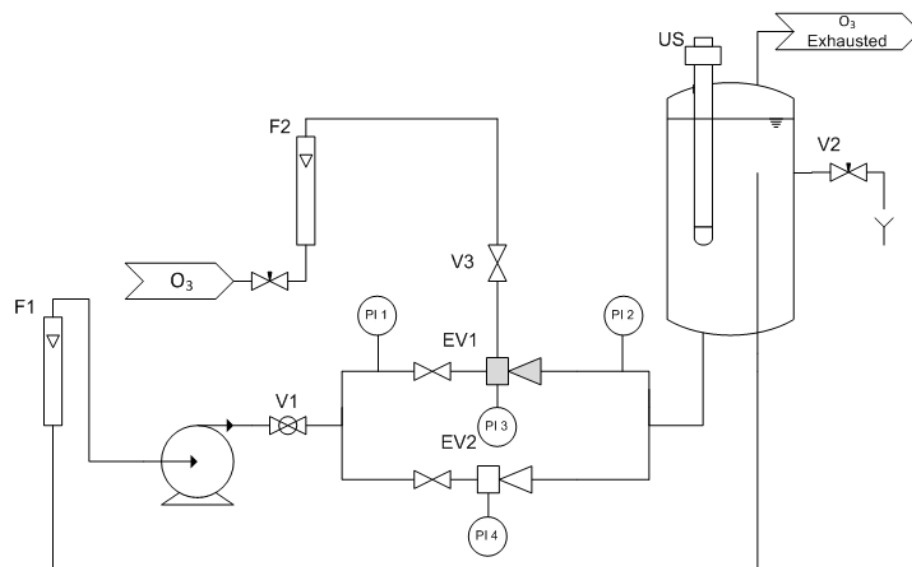 O₃
Exhausted
US
F2
V2
V3
O₃
F1
PI 1
PI 2
EV1
V1
PI 3
EV2
PI 4